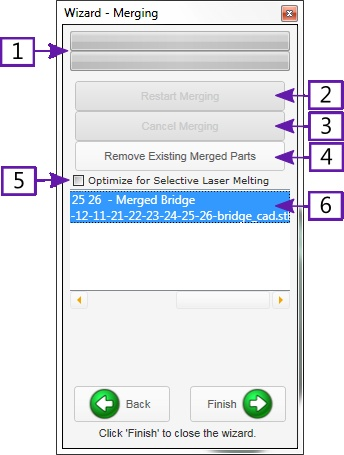 Wizard - Merging
1
Restart Merging
2
Cancel Merging
3
Remove Existing Merged Parts
4
5
Optimize for Selective Laser Melting
25 26 - Merged Bridge
-12-11-21-22-23-24-25-26-bridge_cad.st
6
Back
Finish
Click 'Finish' to close the wizard.